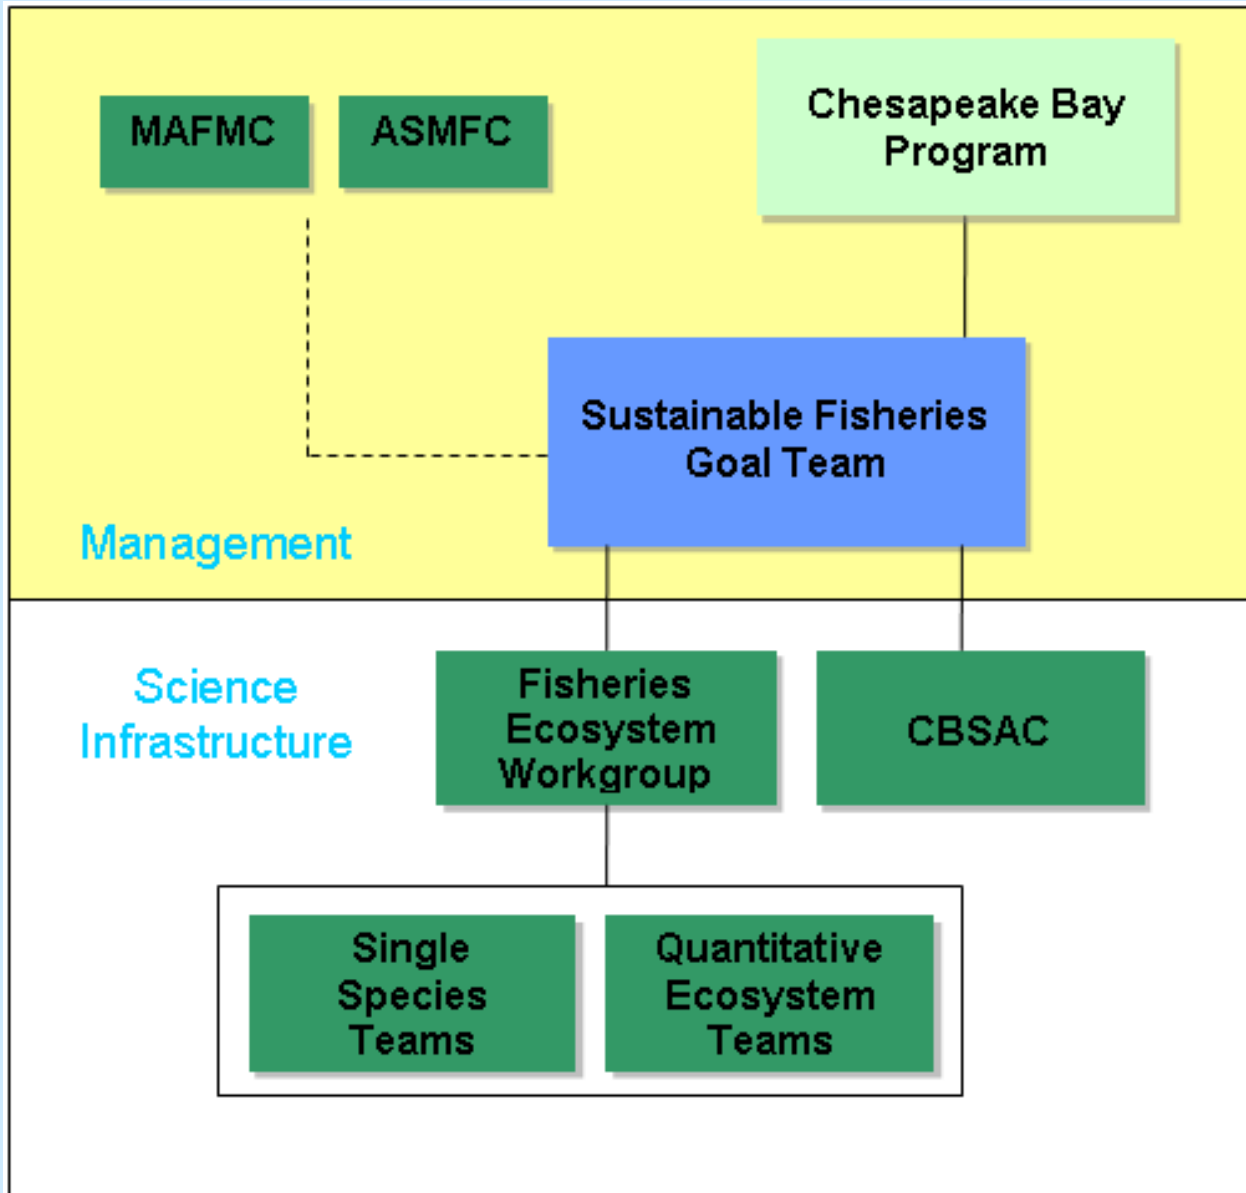 MAFMC
ASMFC
Chesapeake Bay
Program
Sustainable Fisheries
Goal Team
Management
Science
Infrastructure
Fisheries
Ecosystem
Workgroup
CBSAC
Single
Species
Teams
Quantitative
Ecosystem
Teams